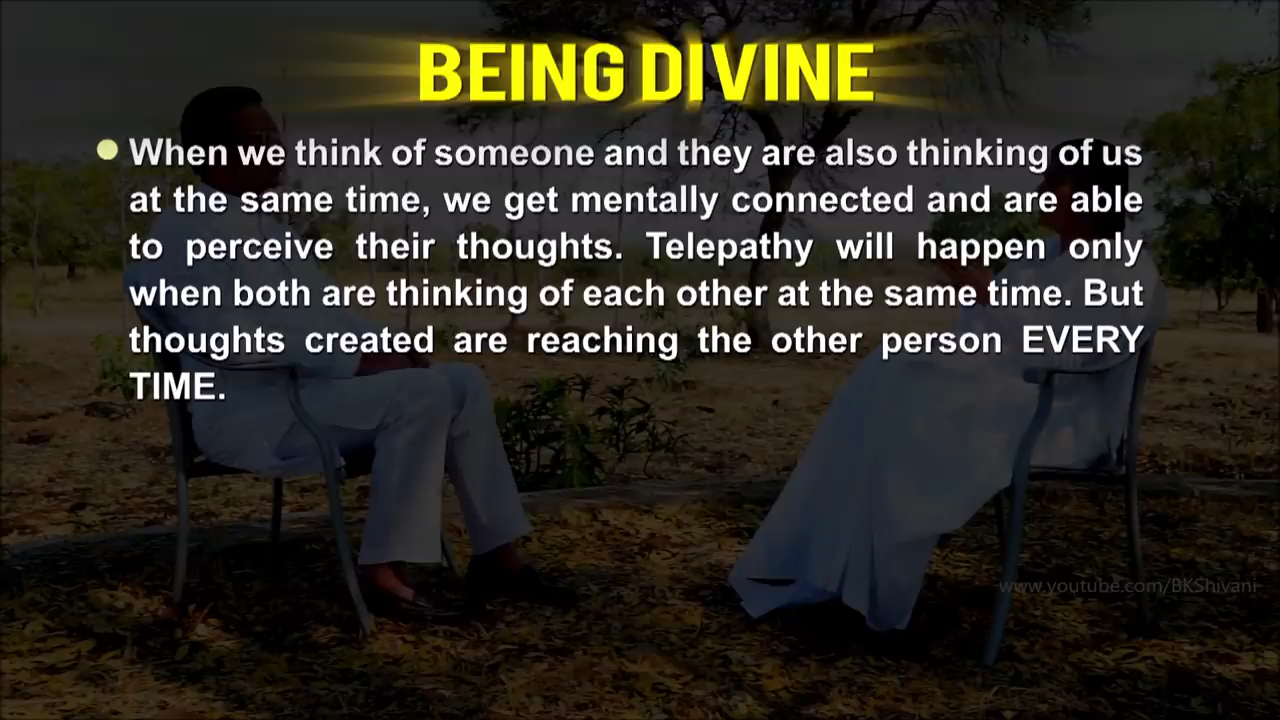 BEING DIVINE
When we think of someone and they are also thinking of us
at the same time, we get mentally connected and are able
to perceive their thoughts. Telepathy will happen only
when both are thinking of each other at the same time. But
thoughts created are reaching the other person EVERY
TIME.
www.youtube.com/BKShivani